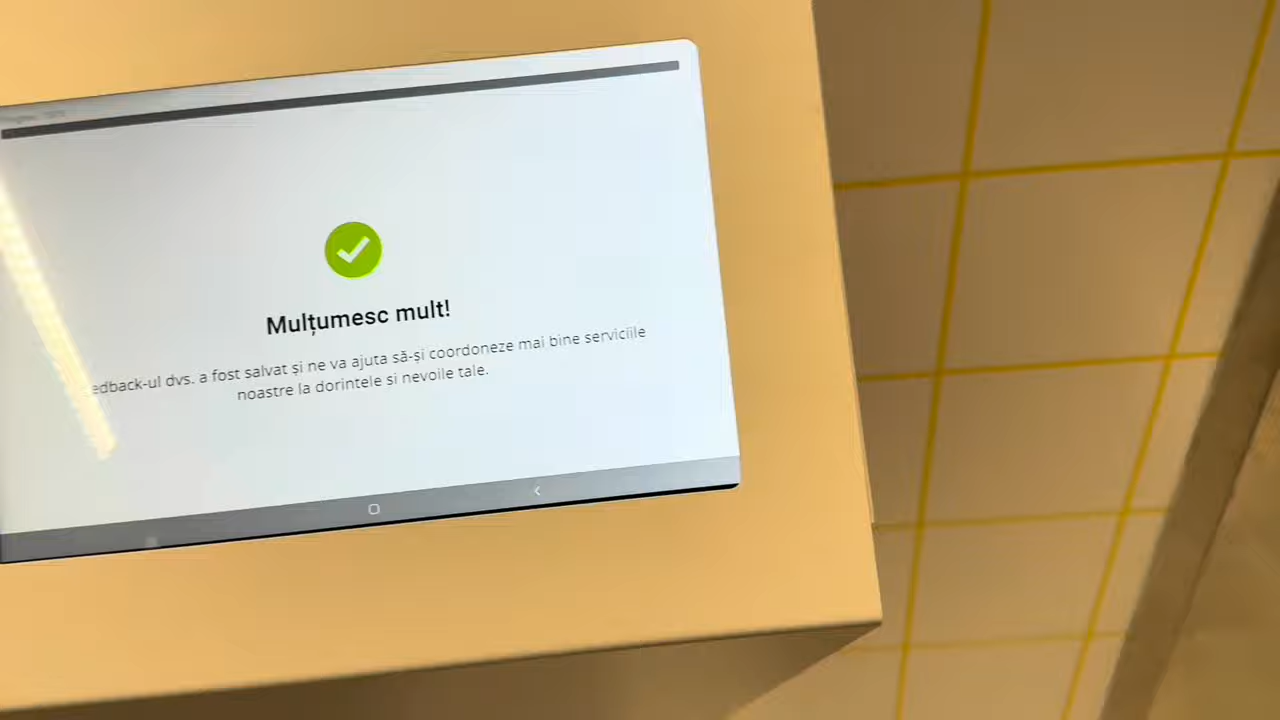 Mulțumesc mult!
edback-ul dvs. a fost salvat și ne va ajuta să-și coordoneze mai bine serviciile
noastre la dorintele si nevoile tale.